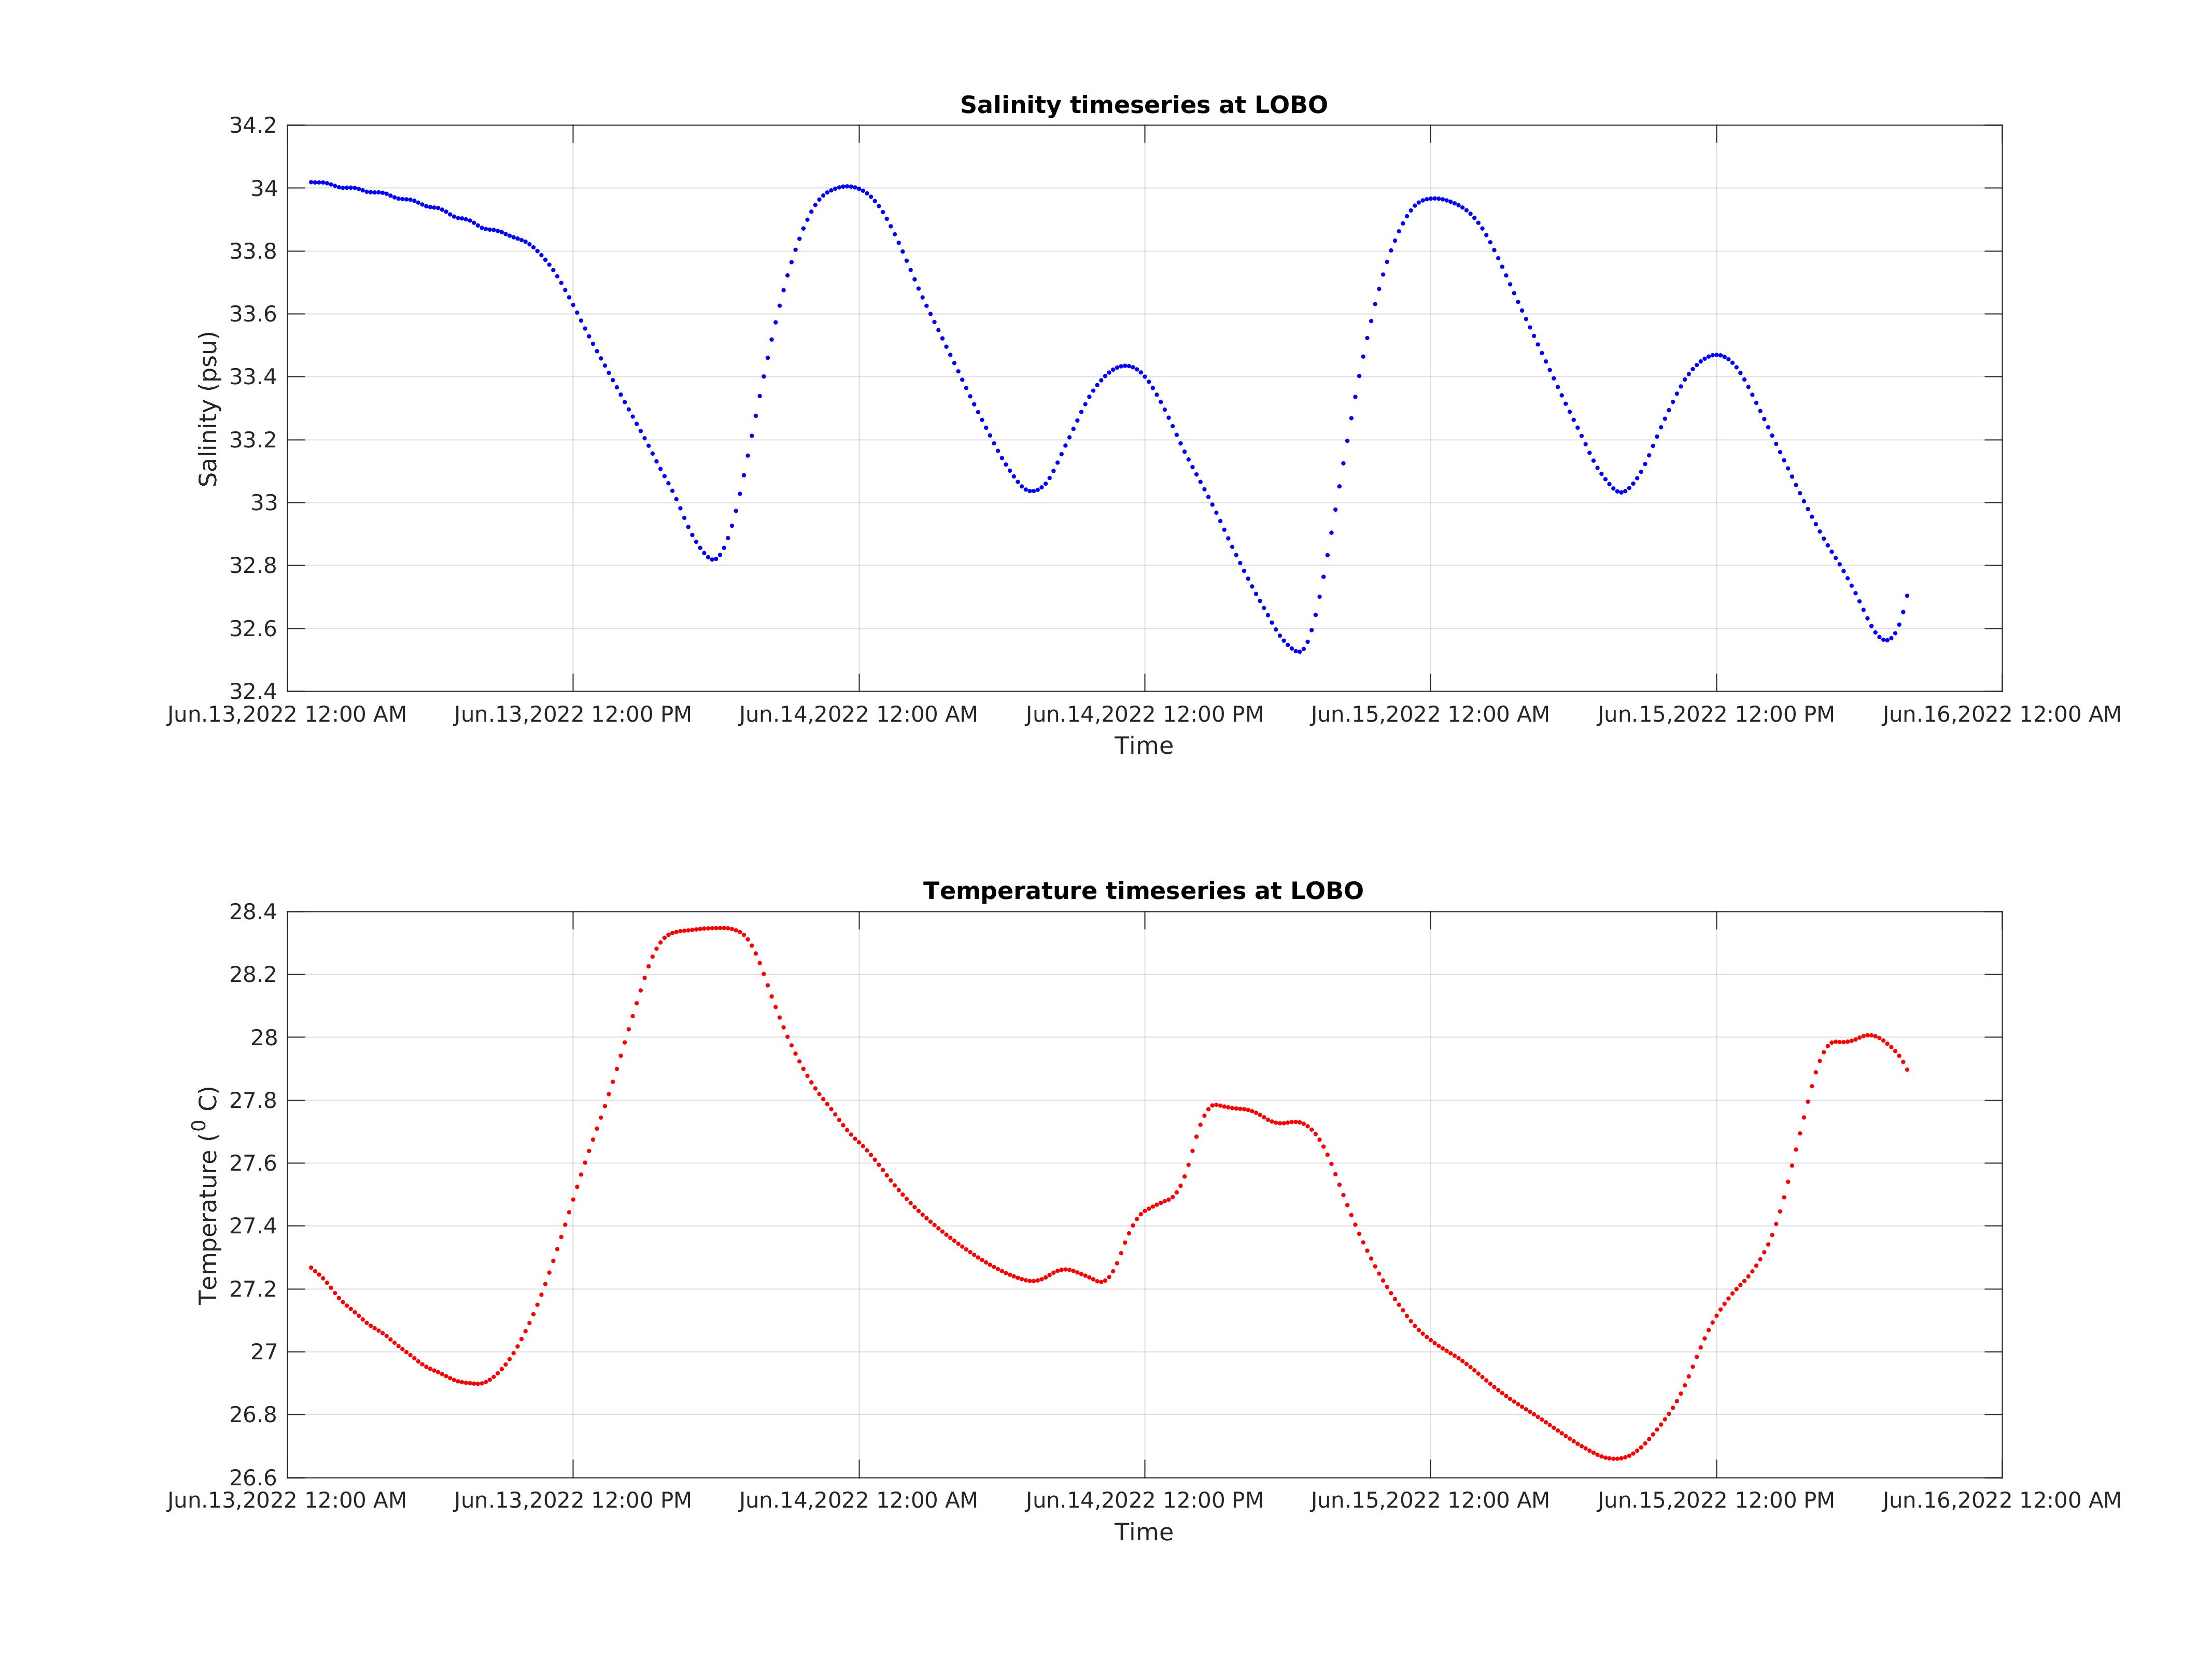 Salinity timeseries at LOBO
34.2
34
33.8
33.6
33.4
33.2
33
32.8
32.6
32.4
Salinity (psu)
Jun.13,2022 12:00 AM Jun.13,2022 12:00 PM Jun.14,2022 12:00 AM Jun.14,2022 12:00 PM Jun.15,2022 12:00 AM Jun.15,2022 12:00 PM Jun.16,2022 12:00 AM
Time
Temperature timeseries at LOBO
28.4
28.2
28
27.8
27.6
27.4
27.2
27
26.8
26.6
Temperature (⁰ C)
Jun.13,2022 12:00 AM Jun.13,2022 12:00 PM Jun.14,2022 12:00 AM Jun.14,2022 12:00 PM Jun.15,2022 12:00 AM Jun.15,2022 12:00 PM Jun.16,2022 12:00 AM
Time